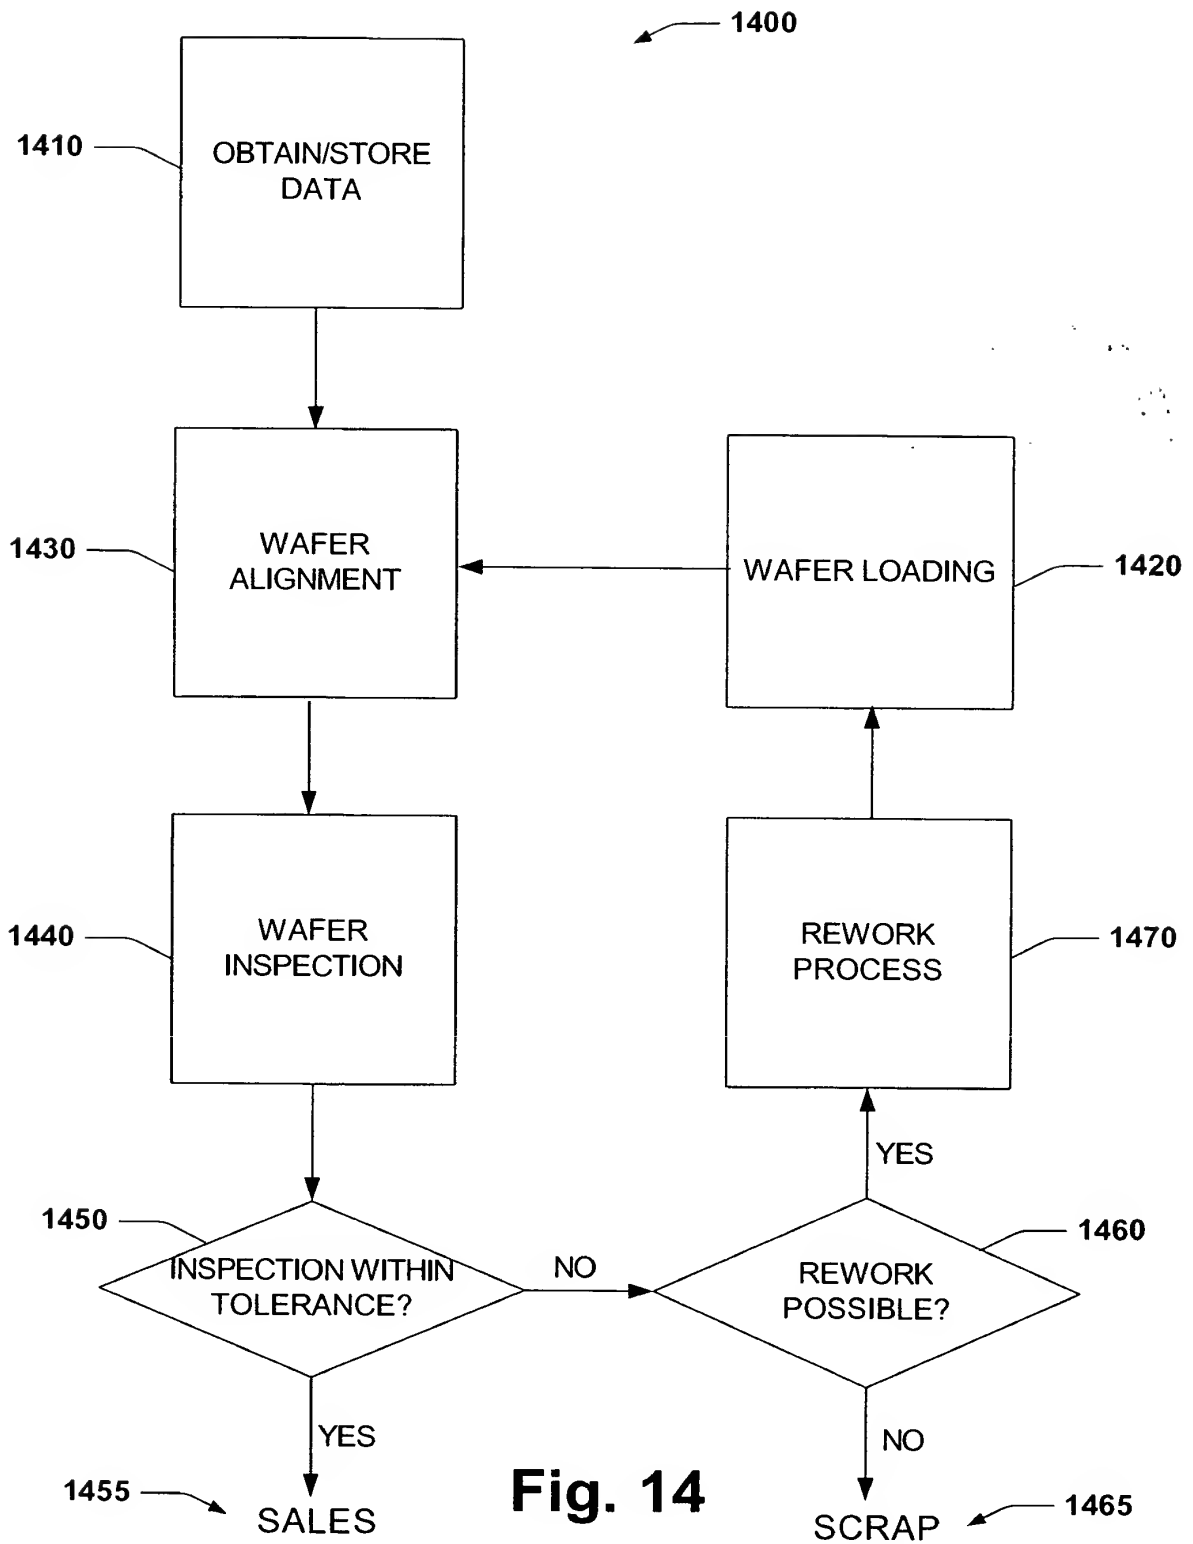 1400
1410
OBTAIN/STORE
DATA
1430
WAFER
ALIGNMENT
WAFER LOADING
1420
1440
WAFER
INSPECTION
REWORK
PROCESS
1470
YES
1450
INSPECTION WITHIN
TOLERANCE?
NO
REWORK
POSSIBLE?
1460
YES
NO
1455
SALES
Fig. 14
SCRAP
1465